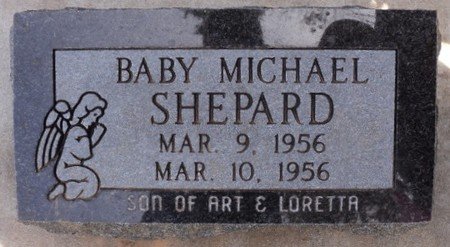 BABY MICHAEL
SHEPARD
MAR. 9, 1956
MAR. 10, 1956
SON OF ART & LORETTA